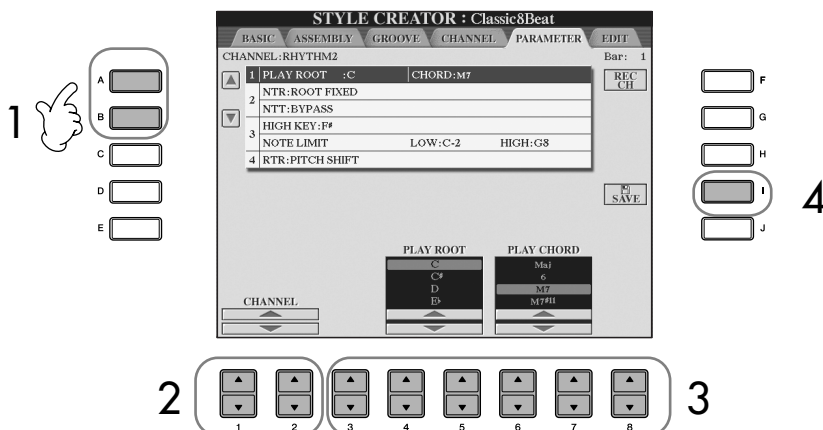 STYLE CREATOR : Classic8Beat
BASIC ASSEMBLY GROOVE CHANNEL PARAMETER EDIT
CHANNEL:RHYTHM2 Bar: 1
1 PLAY ROOT :C CHORD:M7
2 NTR:ROOT FIXED
NTT:BYPASS
3 HIGH KEY:F♯
NOTE LIMIT LOW:C-2 HIGH:G8
4 RTR:PITCH SHIFT
REC
CH
SAVE
PLAY ROOT PLAY CHORD
C Maj
C♯ 6
D M7
E♭ M7♯11
CHANNEL
A
B
C
D
E
F
G
H
I
J
1
4
2
3
1 2 3 4 5 6 7 8